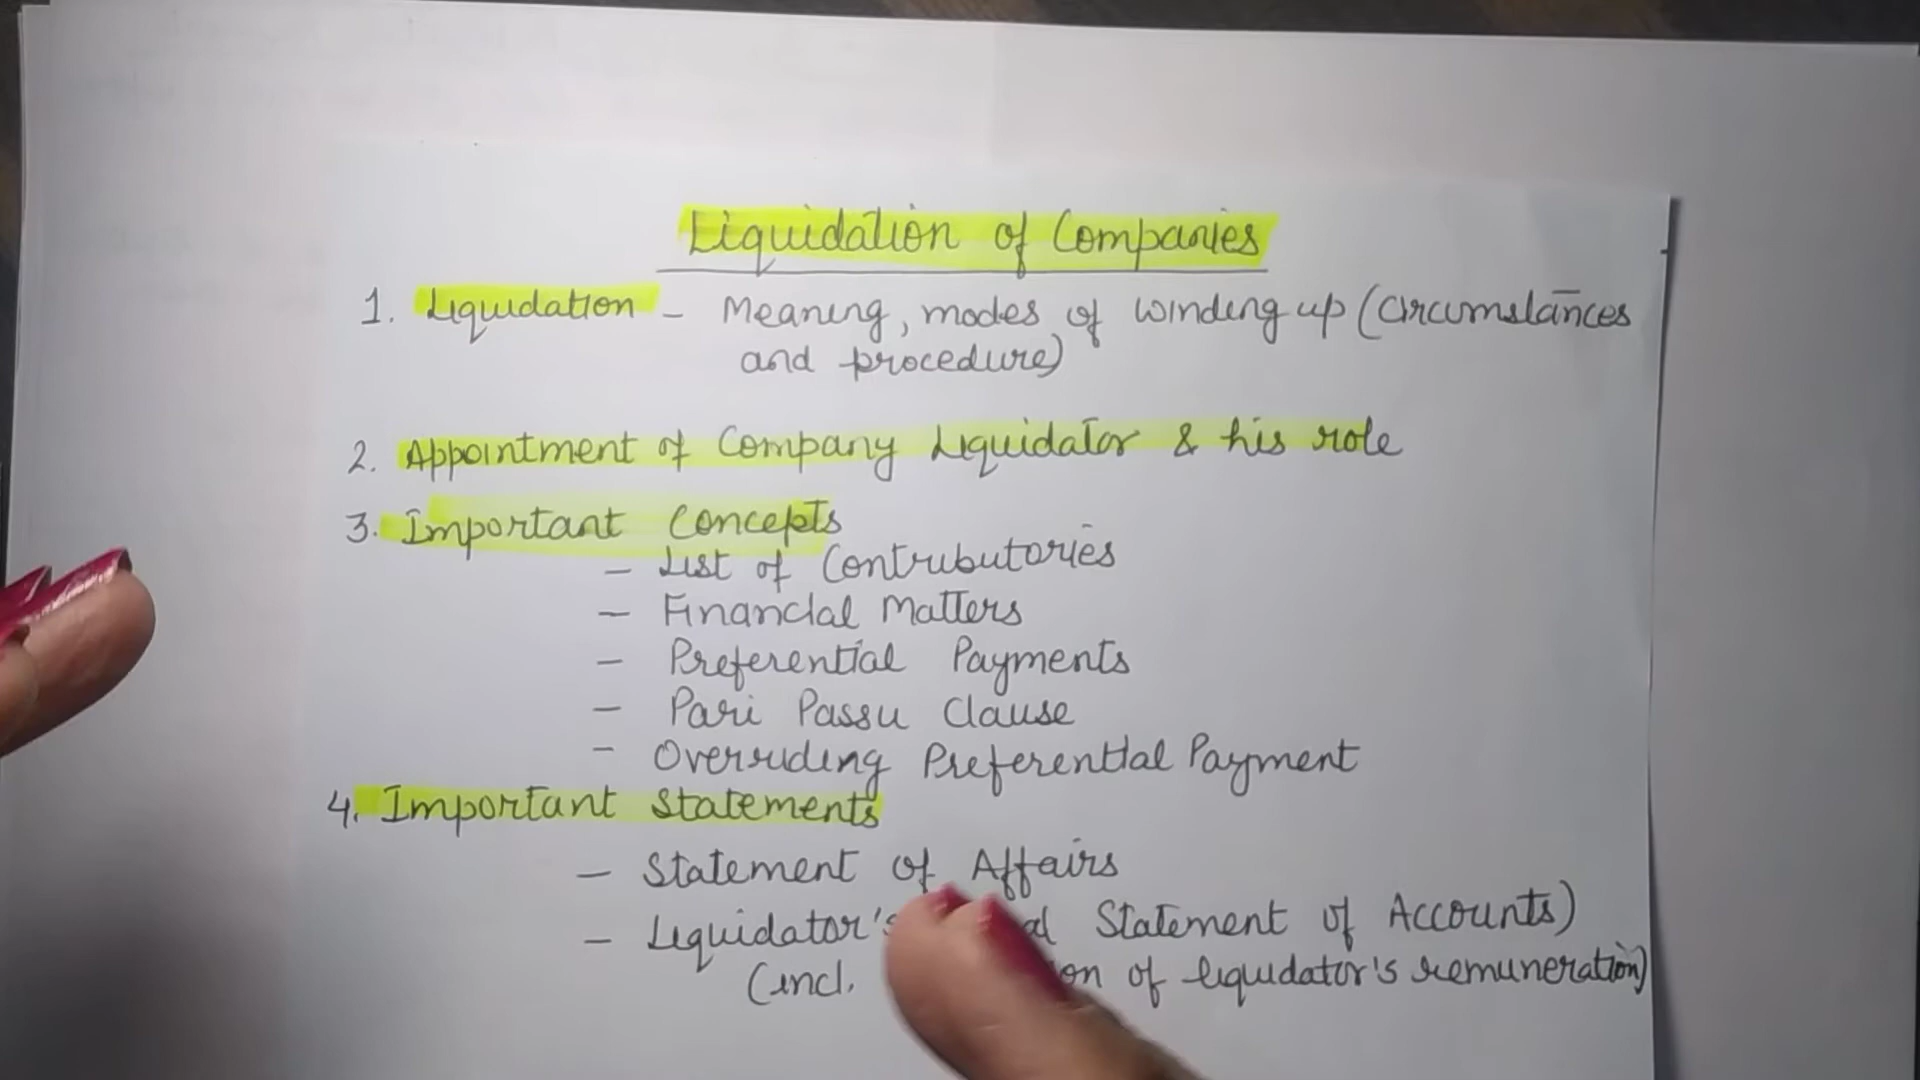 Liquidation of Companies
1. Liquidation - Meaning, modes of winding up (circumstances
and procedure)
2. Appointment of Company Liquidator & his role
3. Important Concepts
- List of Contributories
- Financial Matters
- Preferential Payments
- Pari Passu Clause
- Overriding Preferential Payment
4. Important Statements
- Statement of Affairs
- Liquidator's Statement of Accounts)
(incl. of liquidator's remuneration)